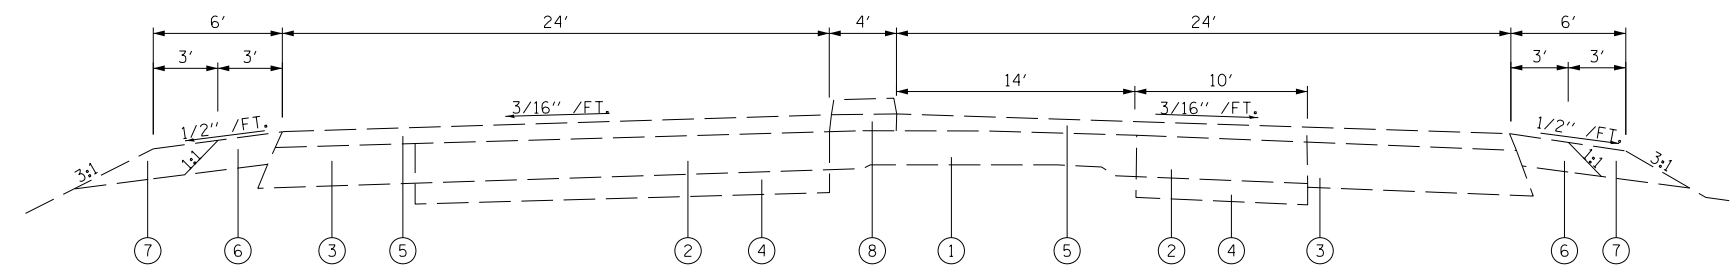 6' 24' 4' 24' 6'
3' 3' 3' 3'
14' 10'
3/16'' /FT. 3/16'' /FT.
1/2'' /FT. 1/2'' /FT.
3:1 1:1 1:1 3:1
7 6 3 5 2 4 8 1 5 2 4 3 6 7